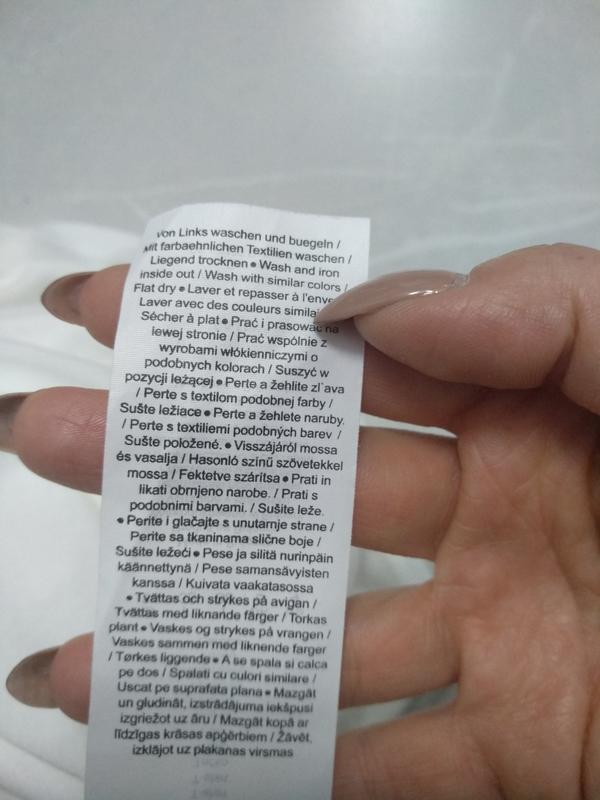 von Links waschen und buegeln /
Mit farbaehnlichen Textilien waschen /
Liegend trocknen • Wash and iron
inside out / Wash with similar colors /
Flat dry • Laver et repasser à l'enve
Laver avec des couleurs similai
Sécher à plat • Prać i prasować na
lewej stronie / Prać wspólnie z
wyrobami włókienniczymi o
podobnych kolorach / Suszyć w
pozycji leżącej • Perte a žehlite zl'ava
/ Perte s textilom podobnej farby /
Sušte ležiace • Perte a žehlete naruby.
/ Perte s textiliemi podobných barev /
Sušte položené. • Visszájáról mossa
és vasalja / Hasonló színű szövetekkel
mossa / Fektetve szárítsa • Prati in
likati obrnjeno narobe. / Prati s
podobnimi barvami. / Sušite leže.
• Perite i glačajte s unutarnje strane /
Perite sa tkaninama slične boje /
Sušite ležeći • Pese ja silitä nurinpäin
käännettynä / Pese samansävyisten
kanssa / Kuivata vaakatasossa
• Tvättas och strykes på avigan /
Tvättas med liknande färger / Torkas
plant • Vaskes og strykes på vrangen /
Vaskes sammen med liknende farger
/ Tørkes liggende • A se spala si calca
pe dos / Spalati cu culori similare /
Uscat pe suprafata plana • Mazgāt
un gludināt, izstrādājuma iekšpusi
izgriežot uz āru / Mazgāt kopā ar
līdzīgas krāsas apģērbiem / Žāvēt,
izklājot uz plakanas virsmas